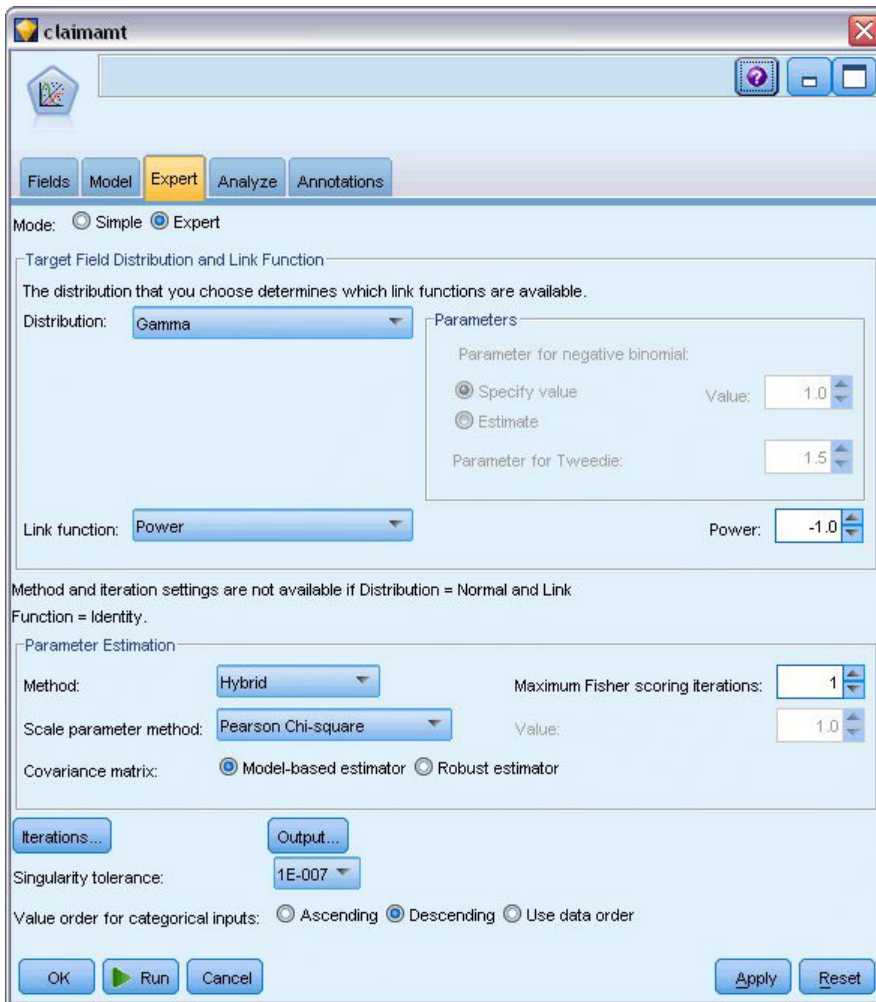 claimamt
Fields Model Expert Analyze Annotations
Mode: Simple Expert
Target Field Distribution and Link Function
The distribution that you choose determines which link functions are available.
Distribution: Gamma
Parameters
Parameter for negative binomial:
Specify value Value: 1.0
Estimate
Parameter for Tweedie: 1.5
Link function: Power Power: -1.0
Method and iteration settings are not available if Distribution = Normal and Link
Function = Identity.
Parameter Estimation
Method: Hybrid Maximum Fisher scoring iterations: 1
Scale parameter method: Pearson Chi-square Value: 1.0
Covariance matrix: Model-based estimator Robust estimator
Iterations... Output...
Singularity tolerance: 1E-007
Value order for categorical inputs: Ascending Descending Use data order
OK Run Cancel Apply Reset